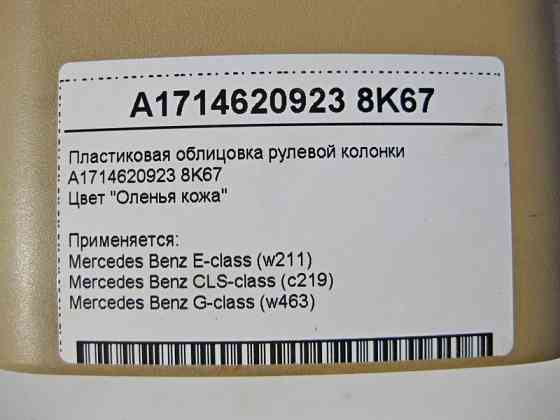 A1714620923 8K67
Пластиковая облицовка рулевой колонки
A1714620923 8K67
Цвет "Оленья кожа"
Применяется:
Mercedes Benz E-class (w211)
Mercedes Benz CLS-class (c219)
Mercedes Benz G-class (w463)